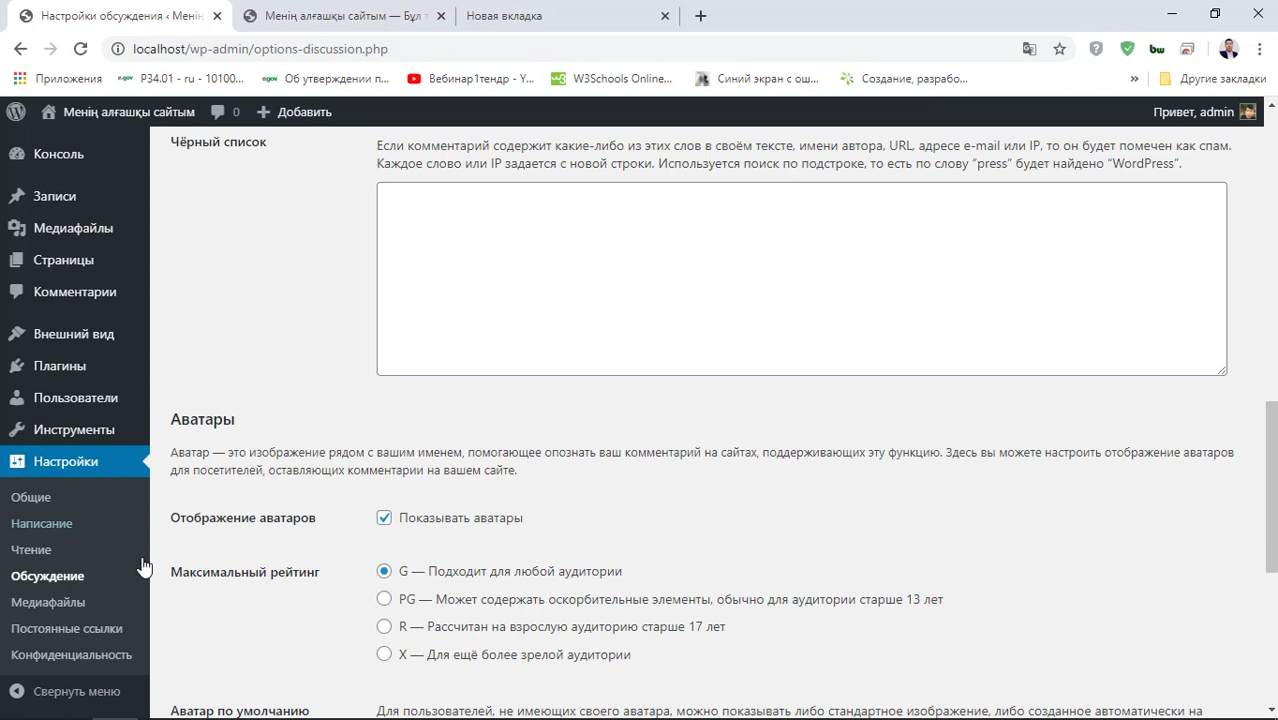 Настройки обсуждения ‹ Менің
Менің алғашқы сайтым — Бұл т
Новая вкладка
localhost/wp-admin/options-discussion.php
Приложения
P34.01 - ru - 10100...
Об утверждении п...
Вебинар1тендр - Y...
W3Schools Online...
Синий экран с ош...
Создание, разрабо...
»
Другие закладки
Менің алғашқы сайтым
0
Добавить
Привет, admin
Консоль
Записи
Медиафайлы
Страницы
Комментарии
Внешний вид
Плагины
Пользователи
Инструменты
Настройки
Общие
Написание
Чтение
Обсуждение
Медиафайлы
Постоянные ссылки
Конфиденциальность
Свернуть меню
Чёрный список
Если комментарий содержит какие-либо из этих слов в своём тексте, имени автора, URL, адресе e-mail или IP, то он будет помечен как спам.
Каждое слово или IP задается с новой строки. Используется поиск по подстроке, то есть по слову “press” будет найдено “WordPress”.
Аватары
Аватар — это изображение рядом с вашим именем, помогающее опознать ваш комментарий на сайтах, поддерживающих эту функцию. Здесь вы можете настроить отображение аватаров
для посетителей, оставляющих комментарии на вашем сайте.
Отображение аватаров
Показывать аватары
Максимальный рейтинг
G — Подходит для любой аудитории
PG — Может содержать оскорбительные элементы, обычно для аудитории старше 13 лет
R — Рассчитан на взрослую аудиторию старше 17 лет
X — Для ещё более зрелой аудитории
Аватар по умолчанию
Для пользователей, не имеющих своего аватара, можно показывать либо стандартное изображение, либо созданное автоматически на